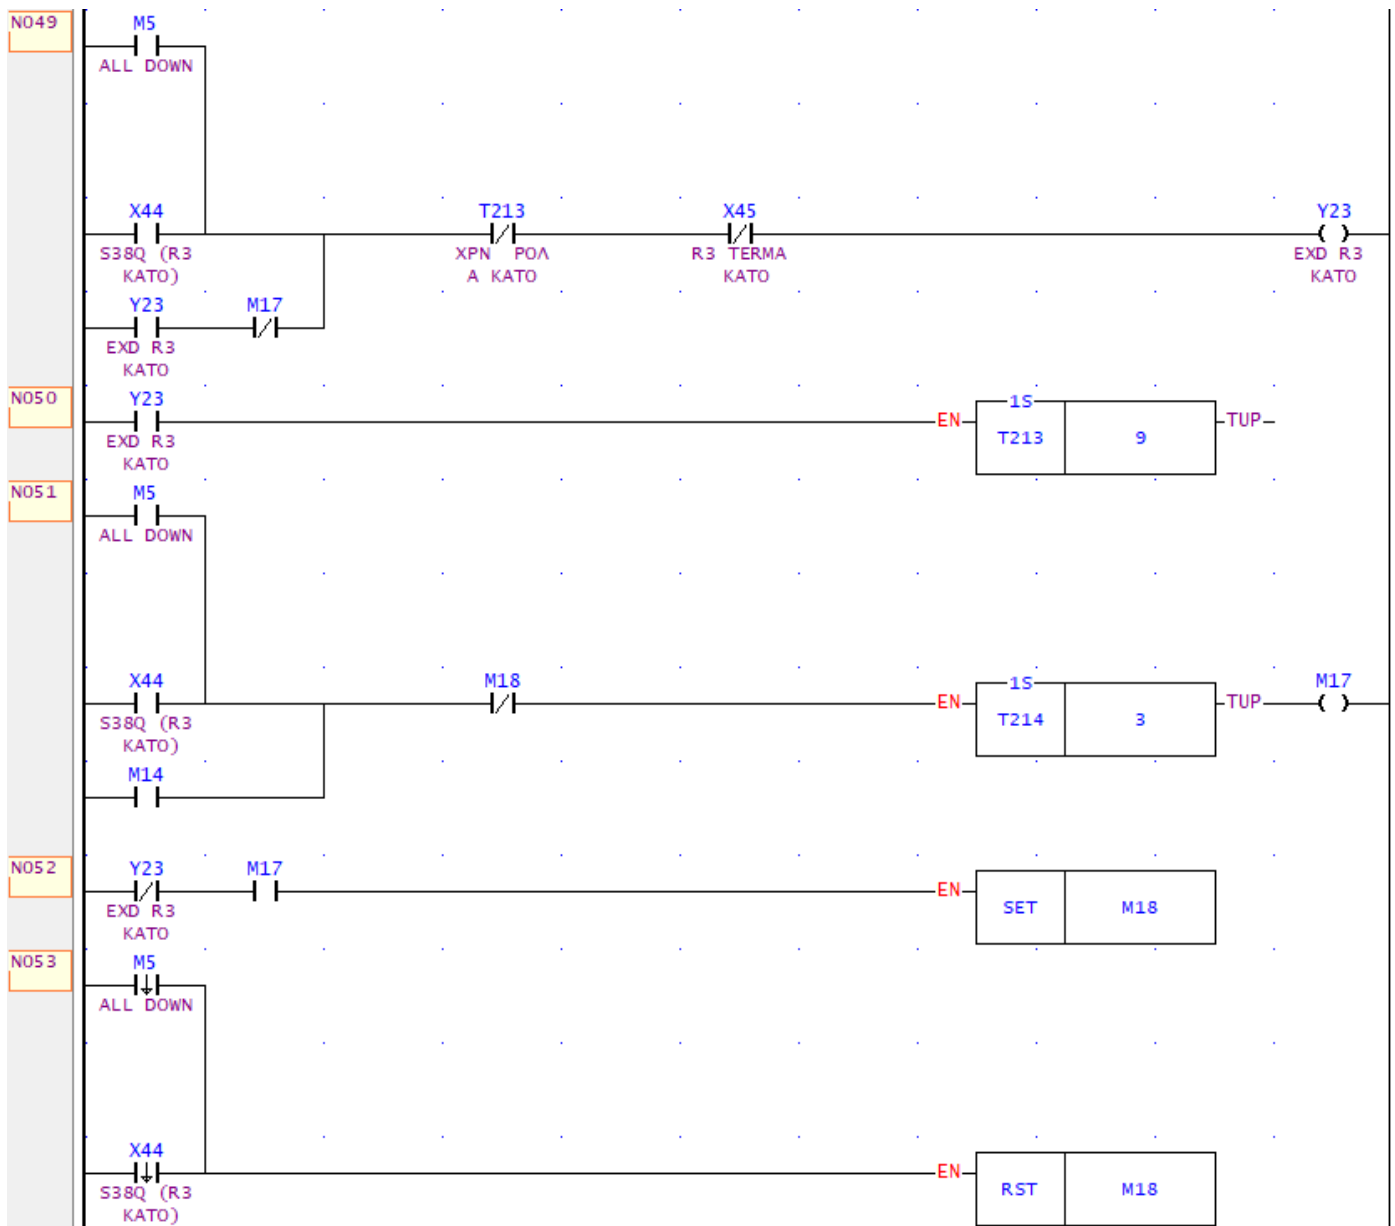 N049
M5
ALL DOWN
X44
T213
X45
Y23
S38Q (R3
ΧΡΝ ΡΟΛ
R3 TERMA
EXD R3
KATO)
Α ΚΑΤΟ
KATO
KATO
Y23
M17
EXD R3
KATO
N050
Y23
1S
EN
T213
9
TUP
EXD R3
KATO
N051
M5
ALL DOWN
X44
M18
1S
M17
EN
T214
3
TUP
S38Q (R3
KATO)
M14
N052
Y23
M17
EN
SET
M18
EXD R3
KATO
N053
M5
ALL DOWN
X44
EN
RST
M18
S38Q (R3
KATO)